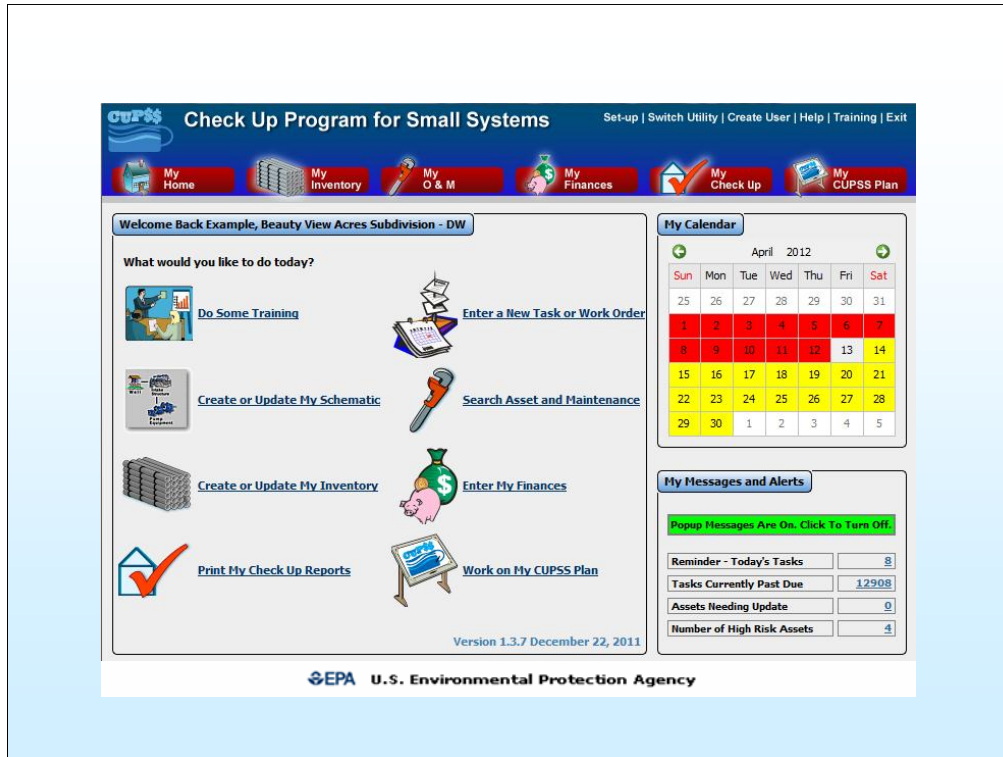 CUP$$
Check Up Program for Small Systems
Set-up | Switch Utility | Create User | Help | Training | Exit
My Home
My Inventory
My O & M
My Finances
My Check Up
My CUPSS Plan
Welcome Back Example, Beauty View Acres Subdivision - DW
What would you like to do today?
Do Some Training
Enter a New Task or Work Order
Create or Update My Schematic
Search Asset and Maintenance
Create or Update My Inventory
Enter My Finances
Print My Check Up Reports
Work on My CUPSS Plan
Version 1.3.7 December 22, 2011
My Calendar
April 2012
Sun Mon Tue Wed Thu Fri Sat
25 26 27 28 29 30 31
1 2 3 4 5 6 7
8 9 10 11 12 13 14
15 16 17 18 19 20 21
22 23 24 25 26 27 28
29 30 1 2 3 4 5
My Messages and Alerts
Popup Messages Are On. Click To Turn Off.
Reminder - Today's Tasks 8
Tasks Currently Past Due 12908
Assets Needing Update 0
Number of High Risk Assets 4
EPA U.S. Environmental Protection Agency